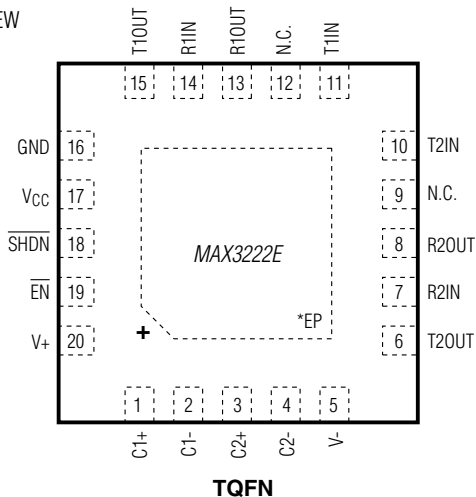 EW
T1OUT
R1IN
R1OUT
N.C.
T1IN
15 14 13 12 11
GND 16
VCC 17
SHDN 18
EN 19
V+ 20
10 T2IN
9 N.C.
8 R2OUT
7 R2IN
6 T2OUT
MAX3222E
*EP
+
1 2 3 4 5
C1+
C1-
C2+
C2-
V-
TQFN